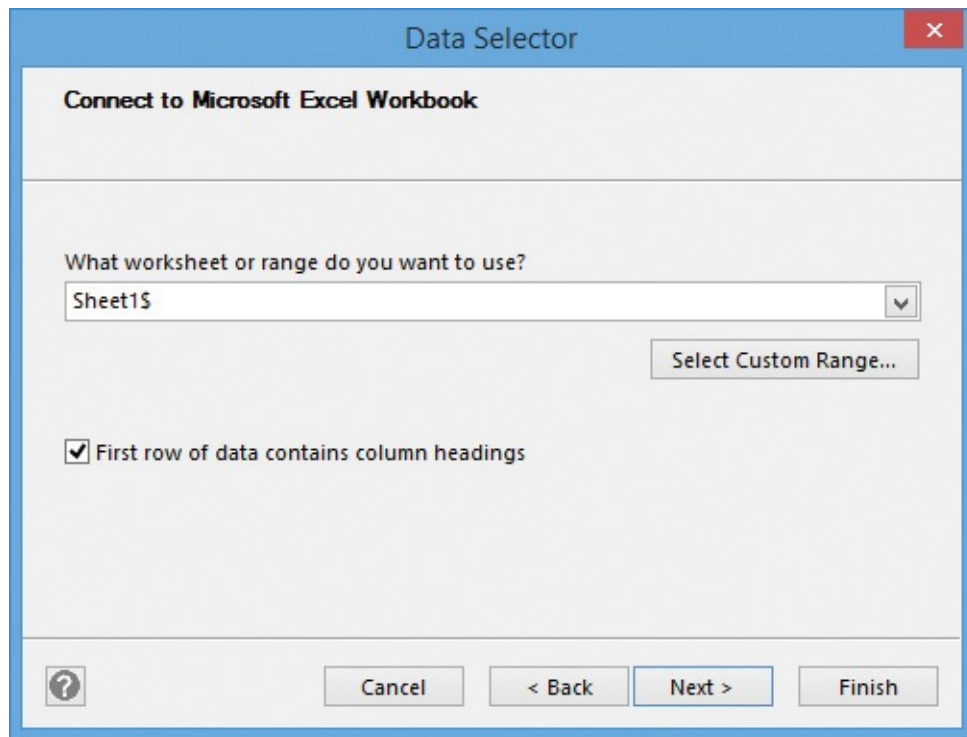 Data Selector
Connect to Microsoft Excel Workbook
What worksheet or range do you want to use?
Sheet1$
Select Custom Range...
First row of data contains column headings
?
Cancel
< Back
Next >
Finish